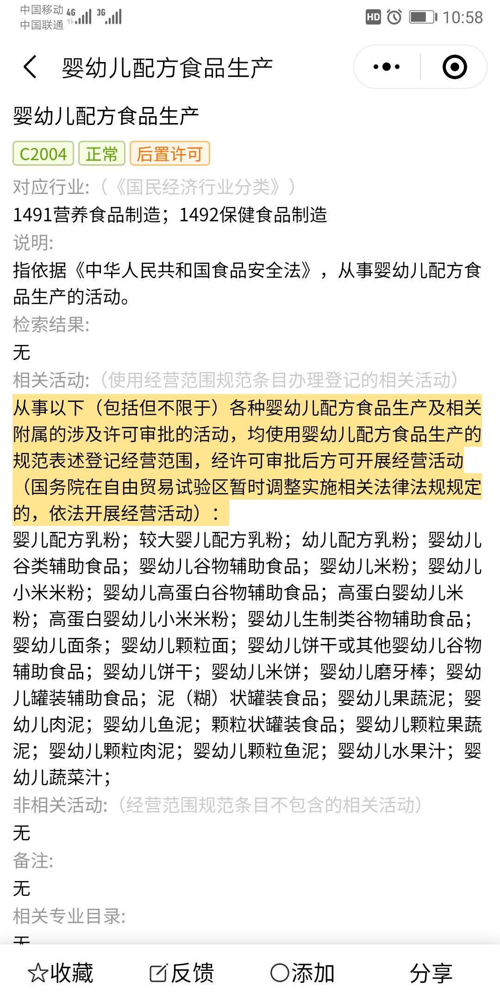 中国移动 4G 3G HD 10:58
中国联通
婴幼儿配方食品生产
婴幼儿配方食品生产
C2004 正常 后置许可
对应行业:（《国民经济行业分类》）
1491营养食品制造；1492保健食品制造
说明:
指依据《中华人民共和国食品安全法》，从事婴幼儿配方食
品生产的活动。
检索结果:
无
相关活动:（使用经营范围规范条目办理登记的相关活动）
从事以下（包括但不限于）各种婴幼儿配方食品生产及相关
附属的涉及许可审批的活动，均使用婴幼儿配方食品生产的
规范表述登记经营范围，经许可审批后方可开展经营活动
（国务院在自由贸易试验区暂时调整实施相关法律法规规定
的，依法开展经营活动）：
婴儿配方乳粉；较大婴儿配方乳粉；幼儿配方乳粉；婴幼儿
谷类辅助食品；婴幼儿谷物辅助食品；婴幼儿米粉；婴幼儿
小米米粉；婴幼儿高蛋白谷物辅助食品；高蛋白婴幼儿米
粉；高蛋白婴幼儿小米米粉；婴幼儿生制类谷物辅助食品；
婴幼儿面条；婴幼儿颗粒面；婴幼儿饼干或其他婴幼儿谷物
辅助食品；婴幼儿饼干；婴幼儿米饼；婴幼儿磨牙棒；婴幼
儿罐装辅助食品；泥（糊）状罐装食品；婴幼儿果蔬泥；婴
幼儿肉泥；婴幼儿鱼泥；颗粒状罐装食品；婴幼儿颗粒果蔬
泥；婴幼儿颗粒肉泥；婴幼儿颗粒鱼泥；婴幼儿水果汁；婴
幼儿蔬菜汁；
非相关活动:（经营范围规范条目不包含的相关活动）
无
备注:
无
相关专业目录:
无
收藏 反馈 添加 分享